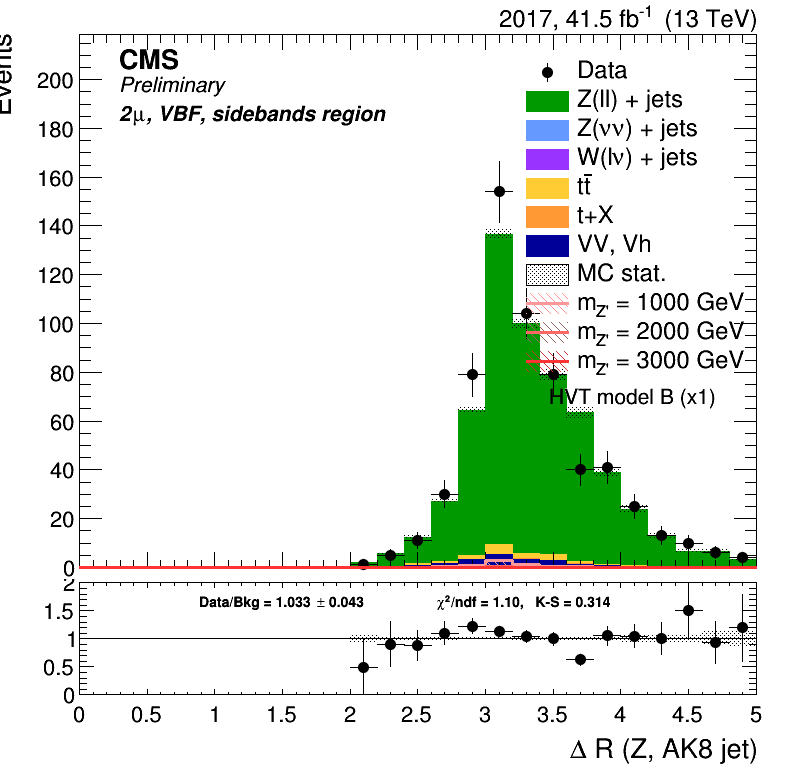 2017, 41.5 fb⁻¹ (13 TeV)
Events
CMS
Preliminary
2μ, VBF, sidebands region
Data
Z(ll) + jets
Z(νν) + jets
W(lν) + jets
tt̄
t+X
VV, Vh
MC stat.
m_Z' = 1000 GeV
m_Z' = 2000 GeV
m_Z' = 3000 GeV
HVT model B (x1)
200
180
160
140
120
100
80
60
40
20
0
Data/Bkg = 1.033 ± 0.043
χ²/ndf = 1.10, K-S = 0.314
2
1.5
1
0.5
0
0 0.5 1 1.5 2 2.5 3 3.5 4 4.5 5
Δ R (Z, AK8 jet)